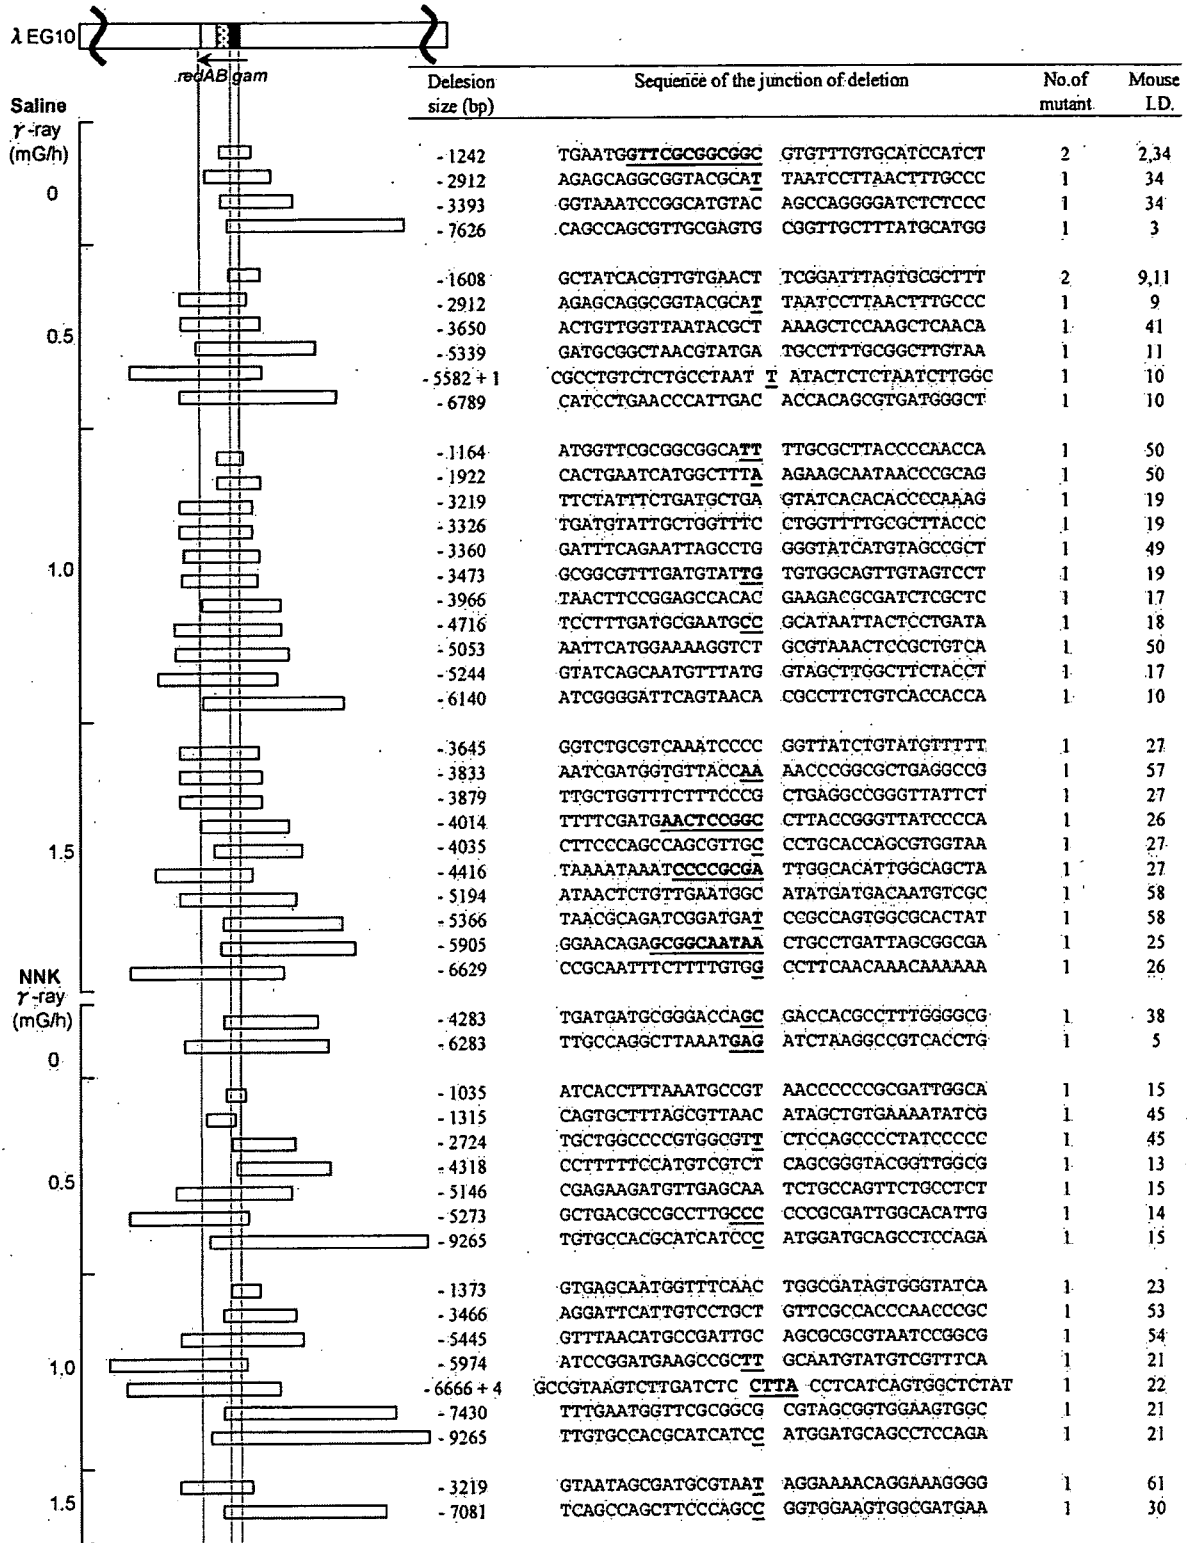 λ EG10
redAB gam
Delesion size (bp) Sequence of the junction of deletion No.of mutant Mouse I.D.
Saline
γ-ray
(mG/h)
0
- 1242 TGAATGGTTCGCGGCGGC GTGTTTGTGCATCCATCT 2 2,34
- 2912 AGAGCAGGCGGTACGCAT TAATCCTTAACTTTGCCC 1 34
- 3393 GGTAAATCCGGCATGTAC AGCCAGGGGATCTCTCCC 1 34
- 7626 CAGCCAGCGTTGCGAGTG CGGTTGCTTTATGCATGG 1 3
0.5
- 1608 GCTATCACGTTGTGAACT TCGGATTTAGTGCGCTTT 2 9,11
- 2912 AGAGCAGGCGGTACGCAT TAATCCTTAACTTTGCCC 1 9
- 3650 ACTGTTGGTTAATACGCT AAAGCTCCAAGCTCAACA 1 41
- 5339 GATGCGGCTAACGTATGA TGCCTTTGCGGCTTGTAA 1 11
- 5582 + 1 CGCCTGTCTCTGCCTAAT T ATACTCTCTAATCTTGGC 1 10
- 6789 CATCCTGAACCCATTGAC ACCACAGCGTGATGGGCT 1 10
1.0
- 1164 ATGGTTCGCGGCGGCATT TTGCGCTTACCCCAACCA 1 50
- 1922 CACTGAATCATGGCTTTA AGAAGCAATAACCCGCAG 1 50
- 3219 TTCTATTTCTGATGCTGA GTATCACACACCCCAAAG 1 19
- 3326 TGATGTATTGCTGGTTTC CTGGTTTTGCGCTTACCC 1 19
- 3360 GATTTCAGAATTAGCCTG GGGTATCATGTAGCCGCT 1 49
- 3473 GCGGCGTTTGATGTATTG TGTGGCAGTTGTAGTCCT 1 19
- 3966 TAACTTCCGGAGCCACAC GAAGACGCGATCTCGCTC 1 17
- 4716 TCCTTTGATGCGAATGCC GCATAATTACTCCTGATA 1 18
- 5053 AATTCATGGAAAAGGTCT GCGTAAACTCCGCTGTCA 1 50
- 5244 GTATCAGCAATGTTTATG GTAGCTTGGCTTCTACCT 1 17
- 6140 ATCGGGGATTCAGTAACA CGCCTTCTGTCACCACCA 1 10
1.5
- 3645 GGTCTGCGTCAAATCCCC GGTTATCTGTATGTTTTT 1 27
- 3833 AATCGATGGTGTTACCAA AACCCGGCGCTGAGGCCG 1 57
- 3879 TTGCTGGTTTCTTTCCCG CTGAGGCCGGGTTATTCT 1 27
- 4014 TTTTCGATGAACTCCGGC CTTACCGGGTTATCCCCA 1 26
- 4035 CTTCCCAGCCAGCGTTGC CCTGCACCAGCGTGGTAA 1 27
- 4416 TAAAATAAATCCCCGCGA TTGGCACATTGGCAGCTA 1 27
- 5194 ATAACTCTGTTGAATGGC ATATGATGACAATGTCGC 1 58
- 5366 TAACGCAGATCGGATGAT CCGCCAGTGGCGCACTAT 1 58
- 5905 GGAACAGAGCGGCAATAA CTGCCTGATTAGCGGCGA 1 25
- 6629 CCGCAATTTCTTTTGTGG CCTTCAACAAACAAAAAA 1 26
NNK
γ-ray
(mG/h)
0
- 4283 TGATGATGCGGGACCAGC GACCACGCCTTTGGGGCG 1 38
- 6283 TTGCCAGGCTTAAATGAG ATCTAAGGCCGTCACCTG 1 5
0.5
- 1035 ATCACCTTTAAATGCCGT AACCCCCCGCGATTGGCA 1 15
- 1315 CAGTGCTTTAGCGTTAAC ATAGCTGTGAAAATATCG 1 45
- 2724 TGCTGGCCCCGTGGCGTT CTCCAGCCCCTATCCCCC 1 45
- 4318 CCTTTTTCCATGTCGTCT CAGCGGGTACGGTTGGCG 1 13
- 5146 CGAGAAGATGTTGAGCAA TCTGCCAGTTCTGCCTCT 1 15
- 5273 GCTGACGCCGCCTTGCCC CCCGCGATTGGCACATTG 1 14
- 9265 TGTGCCACGCATCATCCC ATGGATGCAGCCTCCAGA 1 15
1.0
- 1373 GTGAGCAATGGTTTCAAC TGGCGATAGTGGGTATCA 1 23
- 3466 AGGATTCATTGTCCTGCT GTTCGCCACCCAACCCGC 1 53
- 5445 GTTTAACATGCCGATTGC AGCGCGCGTAATCCGGCG 1 54
- 5974 ATCCGGATGAAGCCGCTT GCAATGTATGTCGTTTCA 1 21
- 6666 + 4 GCCGTAAGTCTTGATCTC CTTA CCTCATCAGTGGCTCTAT 1 22
- 7430 TTTGAATGGTTCGCGGCG CGTAGCGGTGGAAGTGGC 1 21
- 9265 TTGTGCCACGCATCATCC ATGGATGCAGCCTCCAGA 1 21
1.5
- 3219 GTAATAGCGATGCGTAAT AGGAAAACAGGAAAGGGG 1 61
- 7081 TCAGCCAGCTTCCCAGCC GGTGGAAGTGGCGATGAA 1 30